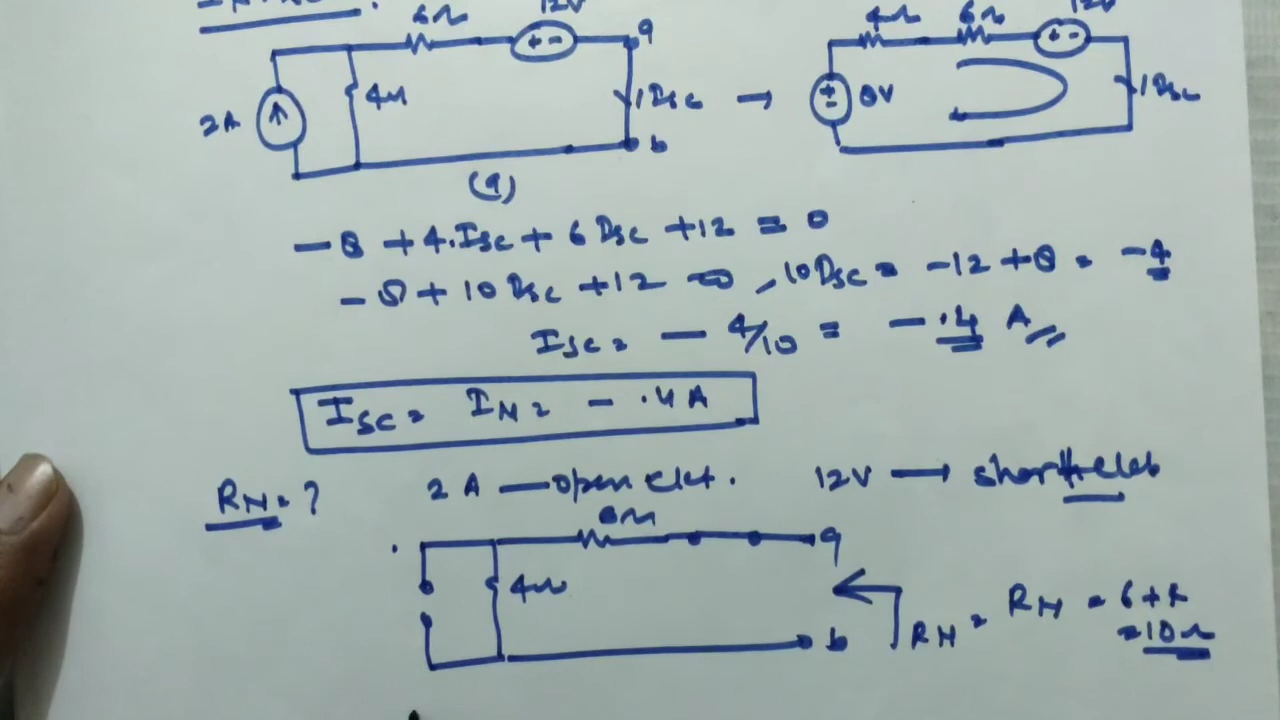 6Ω 12V 4Ω 6Ω 12V
a
2A 4Ω Isc → 8V Isc
b
(a)
- 8 + 4.Isc + 6 Isc + 12 = 0
- 8 + 10 Isc + 12 = 0, 10 Isc = -12 + 8 = -4
Isc = - 4/10 = - .4 A
Isc = IN = - .4A
RN = ? 2 A — open ckt. 12V → short ckt
6Ω
a
4Ω
RN = RN = 6+4
b
= 10Ω